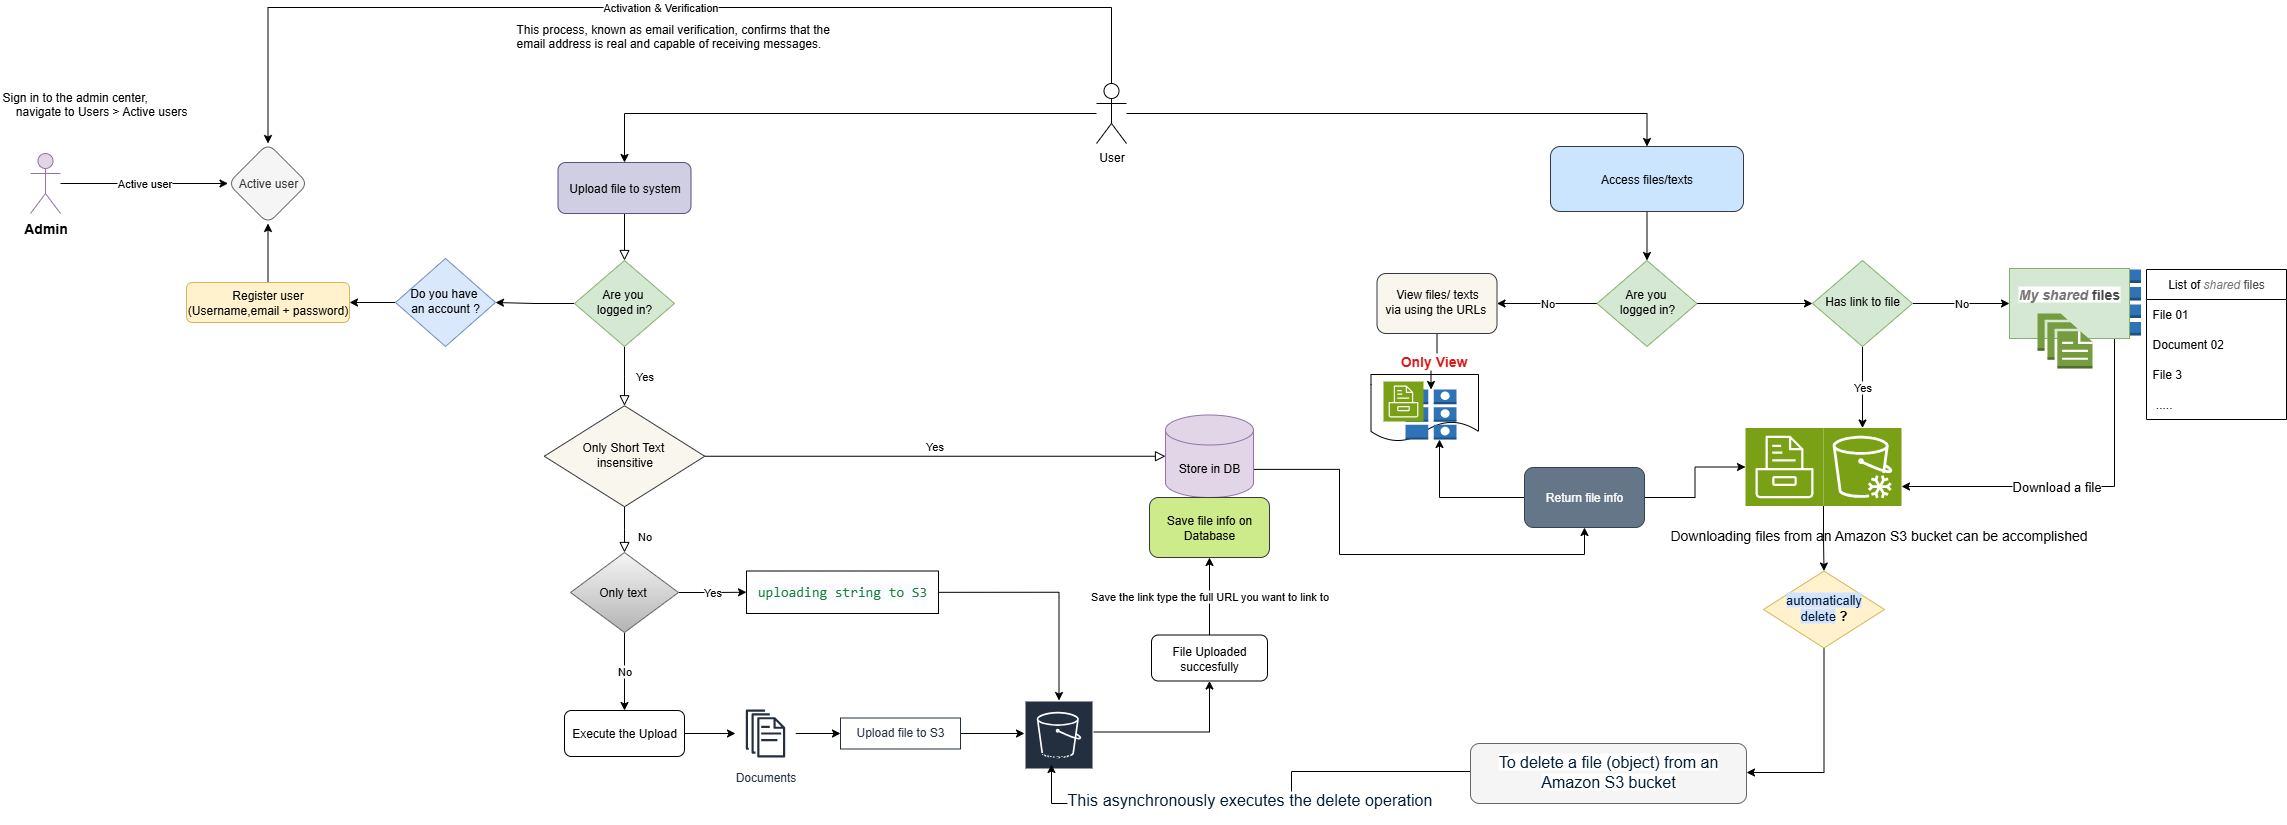 Activation & Verification
This process, known as email verification, confirms that the
email address is real and capable of receiving messages.
Sign in to the admin center,
navigate to Users > Active users
Active user
Admin
Active user
User
Upload file to system
Access files/texts
Register user
(Username,email + password)
Do you have
an account ?
Are you
logged in?
View files/ texts
via using the URLs
No
Are you
logged in?
Has link to file
No
My shared files
List of shared files
File 01
Document 02
File 3
.....
Only View
Yes
Yes
Only Short Text
insensitive
Yes
Store in DB
Return file info
Download a file
Save file info on
Database
No
Downloading files from an Amazon S3 bucket can be accomplished
Only text
Yes
uploading string to S3
Save the link type the full URL you want to link to
automatically
delete ?
File Uploaded
succesfully
No
Execute the Upload
Documents
Upload file to S3
To delete a file (object) from an
Amazon S3 bucket
This asynchronously executes the delete operation